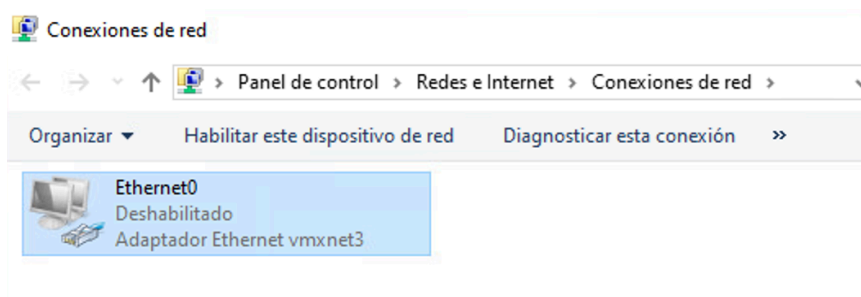 Conexiones de red
Panel de control > Redes e Internet > Conexiones de red >
Organizar Habilitar este dispositivo de red Diagnosticar esta conexión »
Ethernet0
Deshabilitado
Adaptador Ethernet vmxnet3